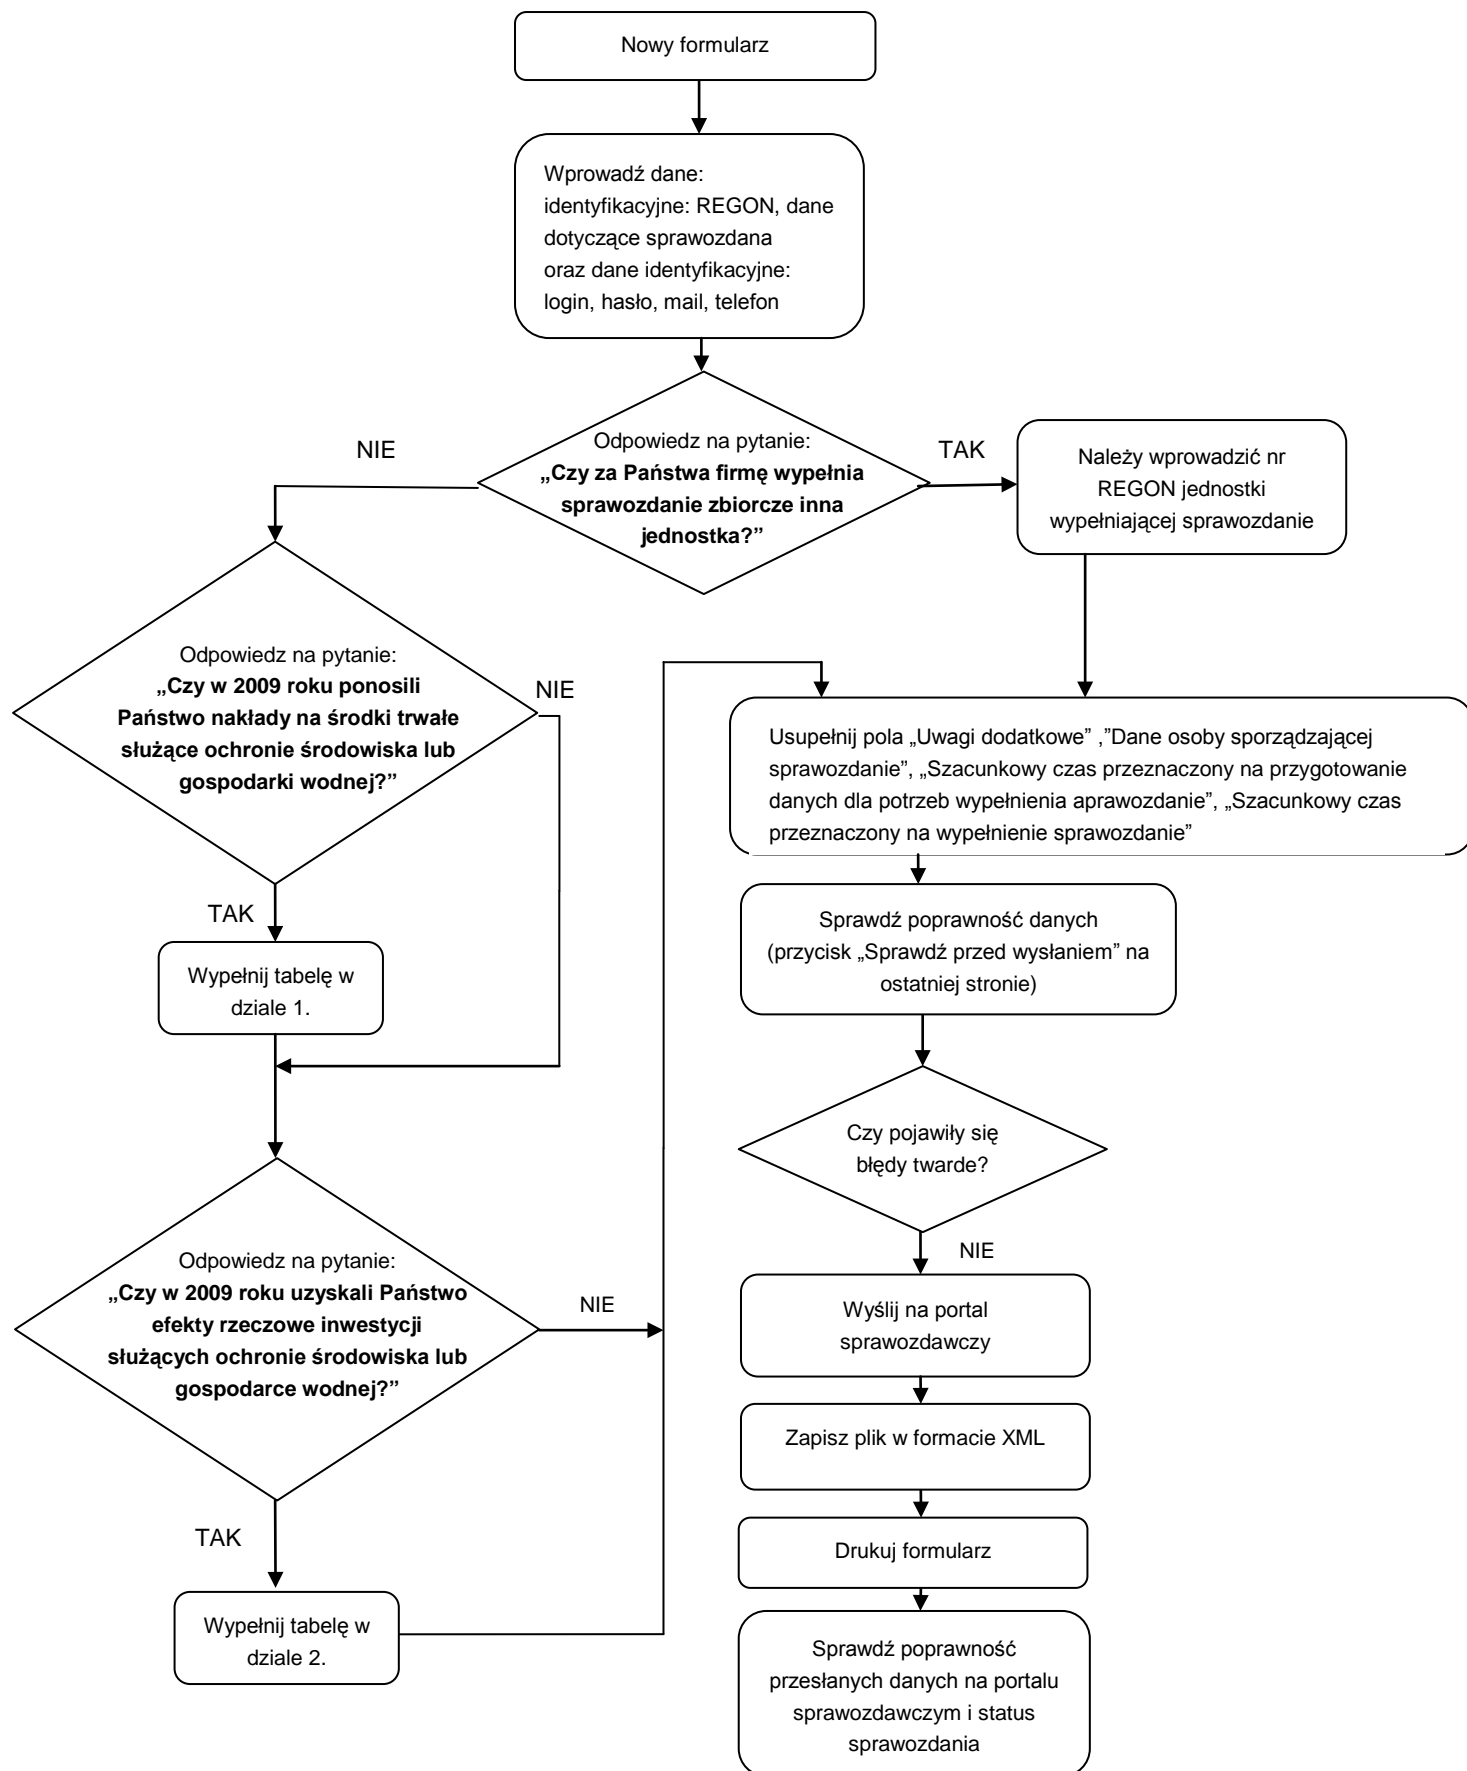 Nowy formularz
Wprowadź dane:
identyfikacyjne: REGON, dane
dotyczące sprawozdana
oraz dane identyfikacyjne:
login, hasło, mail, telefon
NIE
Odpowiedz na pytanie:
„Czy za Państwa firmę wypełnia
sprawozdanie zbiorcze inna
jednostka?”
TAK
Należy wprowadzić nr
REGON jednostki
wypełniającej sprawozdanie
Odpowiedz na pytanie:
„Czy w 2009 roku ponosili
Państwo nakłady na środki trwałe
służące ochronie środowiska lub
gospodarki wodnej?”
NIE
TAK
Wypełnij tabelę w
dziale 1.
Odpowiedz na pytanie:
„Czy w 2009 roku uzyskali Państwo
efekty rzeczowe inwestycji
służących ochronie środowiska lub
gospodarce wodnej?”
NIE
TAK
Wypełnij tabelę w
dziale 2.
Usupełnij pola „Uwagi dodatkowe” ,”Dane osoby sporządzającej
sprawozdanie”, „Szacunkowy czas przeznaczony na przygotowanie
danych dla potrzeb wypełnienia aprawozdanie”, „Szacunkowy czas
przeznaczony na wypełnienie sprawozdanie”
Sprawdź poprawność danych
(przycisk „Sprawdź przed wysłaniem” na
ostatniej stronie)
Czy pojawiły się
błędy twarde?
NIE
Wyślij na portal
sprawozdawczy
Zapisz plik w formacie XML
Drukuj formularz
Sprawdź poprawność
przesłanych danych na portalu
sprawozdawczym i status
sprawozdania